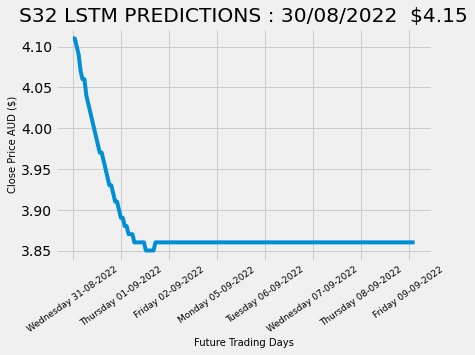 S32 LSTM PREDICTIONS : 30/08/2022 $4.15
4.10
4.05
4.00
3.95
3.90
3.85
Close Price AUD ($)
Wednesday 31-08-2022
Thursday 01-09-2022
Friday 02-09-2022
Monday 05-09-2022
Tuesday 06-09-2022
Wednesday 07-09-2022
Thursday 08-09-2022
Friday 09-09-2022
Future Trading Days